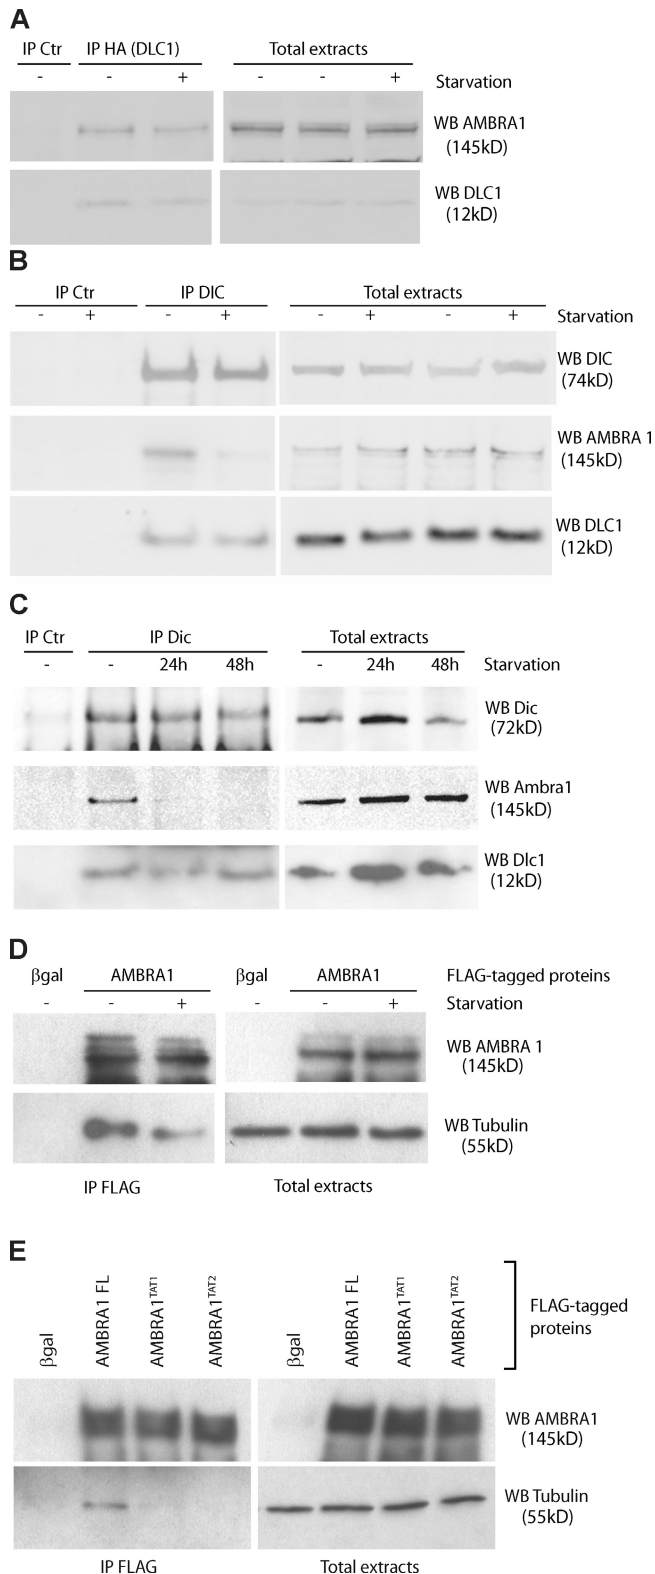 A
IP Ctr IP HA (DLC1) Total extracts
- - + - - + Starvation
WB AMBRA1
(145kD)
WB DLC1
(12kD)
B
IP Ctr IP DIC Total extracts
- + - + - + - + Starvation
WB DIC
(74kD)
WB AMBRA 1
(145kD)
WB DLC1
(12kD)
C
IP Ctr IP Dic Total extracts
- - 24h 48h - 24h 48h Starvation
WB Dic
(72kD)
WB Ambra1
(145kD)
WB Dlc1
(12kD)
D
βgal AMBRA1 βgal AMBRA1 FLAG-tagged proteins
- - + - - + Starvation
WB AMBRA 1
(145kD)
WB Tubulin
(55kD)
IP FLAG Total extracts
E
βgal AMBRA1 FL AMBRA1TAT1 AMBRA1TAT2 βgal AMBRA1 FL AMBRA1TAT1 AMBRA1TAT2
FLAG-tagged
proteins
WB AMBRA1
(145kD)
WB Tubulin
(55kD)
IP FLAG Total extracts